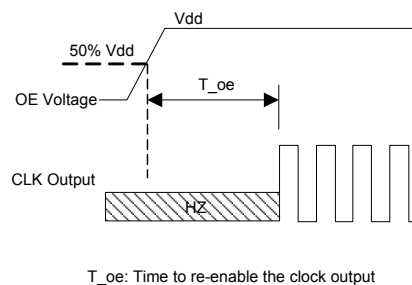 Vdd
50% Vdd
T_oe
OE Voltage
CLK Output
HZ
T_oe: Time to re-enable the clock output